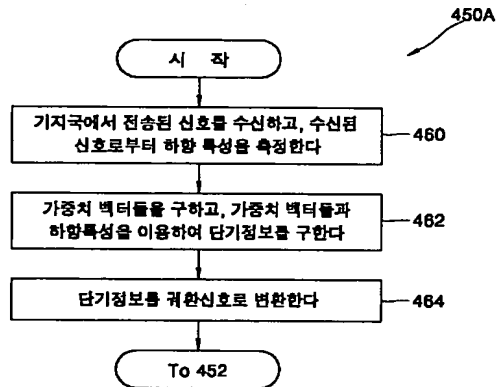 450A
시 작
기지국에서 전송된 신호를 수신하고, 수신된
신호로부터 하향 특성을 측정한다
460
가중치 벡터들을 구하고, 가중치 벡터들과
하향특성을 이용하여 단기정보를 구한다
462
단기정보를 궤환신호로 변환한다
464
To 452